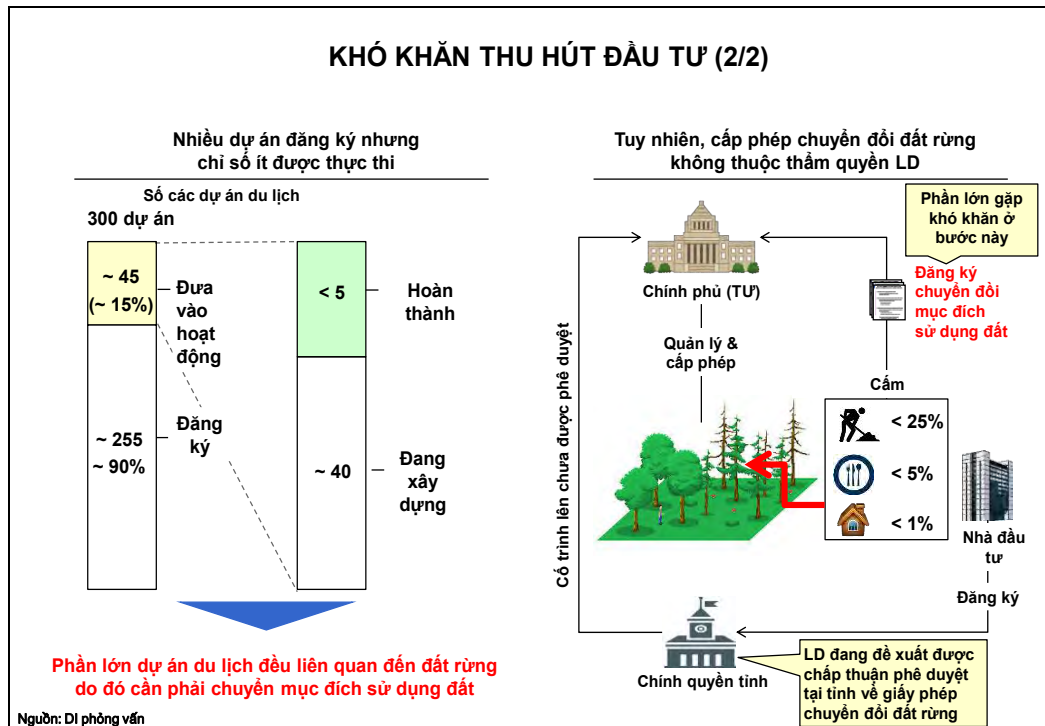 KHÓ KHĂN THU HÚT ĐẦU TƯ (2/2)
Nhiều dự án đăng ký nhưng
chỉ số ít được thực thi
Số các dự án du lịch
300 dự án
~ 45
(~ 15%)
Đưa
vào
hoạt
động
~ 255
~ 90%
Đăng
ký
< 5
Hoàn
thành
~ 40
Đang
xây
dựng
Phần lớn dự án du lịch đều liên quan đến đất rừng
do đó cần phải chuyển mục đích sử dụng đất
Nguồn: DI phỏng vấn
Tuy nhiên, cấp phép chuyển đổi đất rừng
không thuộc thẩm quyền LD
Phần lớn gặp
khó khăn ở
bước này
Chính phủ (TƯ)
Đăng ký
chuyển đổi
mục đích
sử dụng đất
Quản lý &
cấp phép
Có trình lên chưa được phê duyệt
Cấm
< 25%
< 5%
< 1%
Nhà đầu
tư
Đăng ký
Chính quyền tỉnh
LD đang đề xuất được
chấp thuận phê duyệt
tại tỉnh về giấy phép
chuyển đổi đất rừng